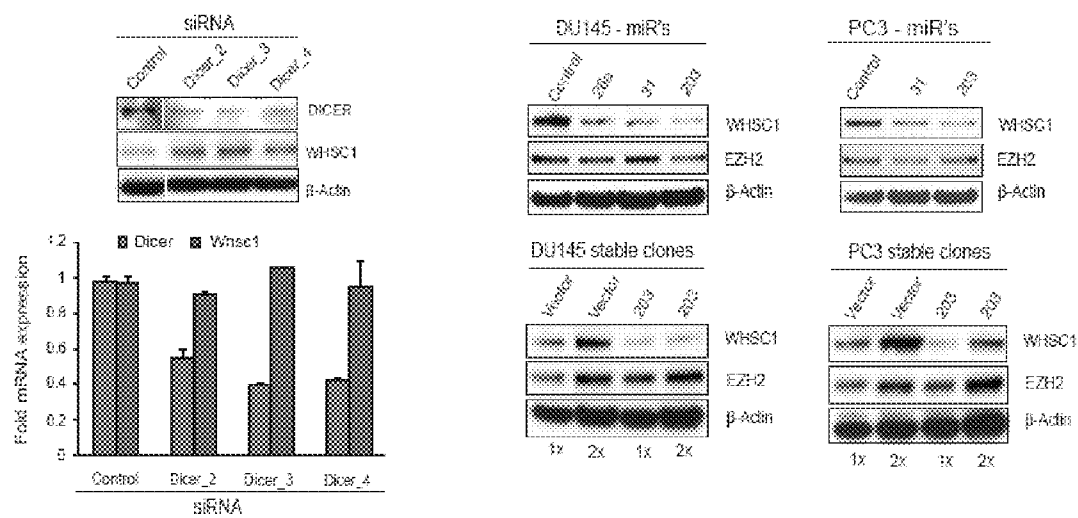 siRNA
Control Dicer_2 Dicer_3 Dicer_4
DICER
WHSC1
β-Actin
Dicer Whsc1
Fold mRNA expression
1.2
1
0.8
0.6
0.4
0.2
0
Control Dicer_2 Dicer_3 Dicer_4
siRNA
DU145 - miR's
Control 31 203
WHSC1
EZH2
β-Actin
PC3 - miR's
Control 31 203
WHSC1
EZH2
β-Actin
DU145 stable clones
Vector Vector 203 203
WHSC1
EZH2
β-Actin
1x 2x 1x 2x
PC3 stable clones
Vector Vector 203 203
WHSC1
EZH2
β-Actin
1x 2x 1x 2x